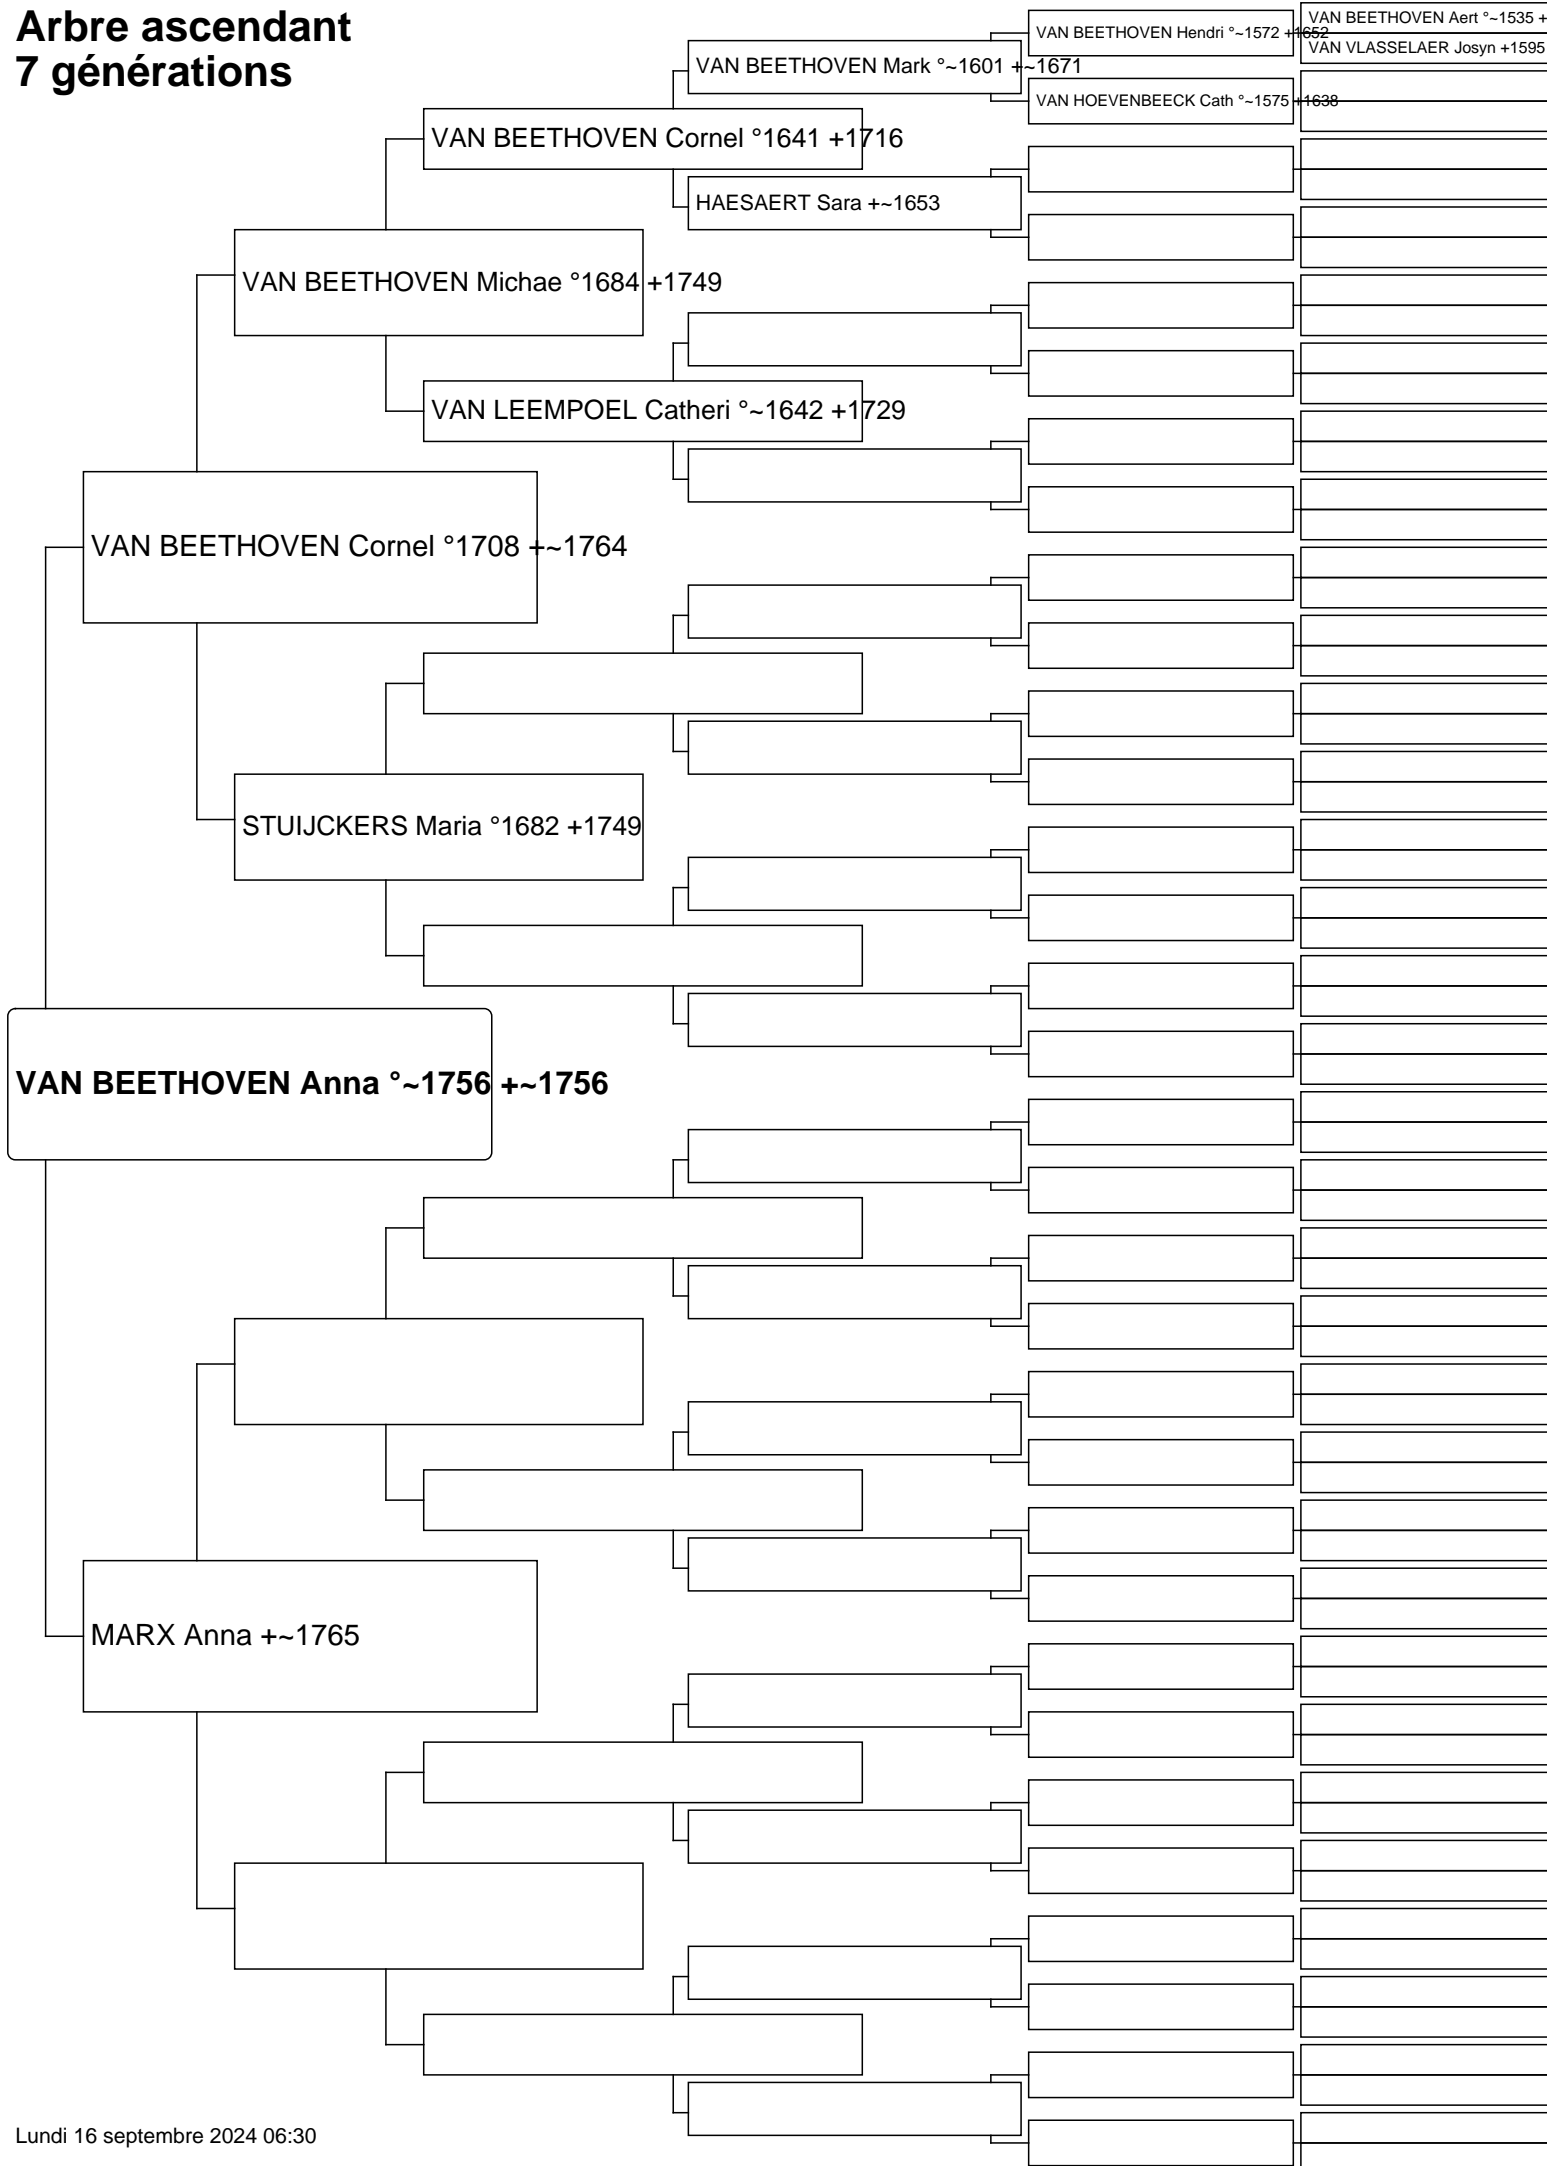 Arbre ascendant
7 générations
VAN BEETHOVEN Aert °~1535 +
VAN BEETHOVEN Hendri °~1572 +1652
VAN VLASSELAER Josyn +1595
VAN BEETHOVEN Mark °~1601 +~1671
VAN HOEVENBEECK Cath °~1575 +1638
VAN BEETHOVEN Cornel °1641 +1716
HAESAERT Sara +~1653
VAN BEETHOVEN Michae °1684 +1749
VAN LEEMPOEL Catheri °~1642 +1729
VAN BEETHOVEN Cornel °1708 +~1764
STUIJCKERS Maria °1682 +1749
VAN BEETHOVEN Anna °~1756 +~1756
MARX Anna +~1765
Lundi 16 septembre 2024 06:30